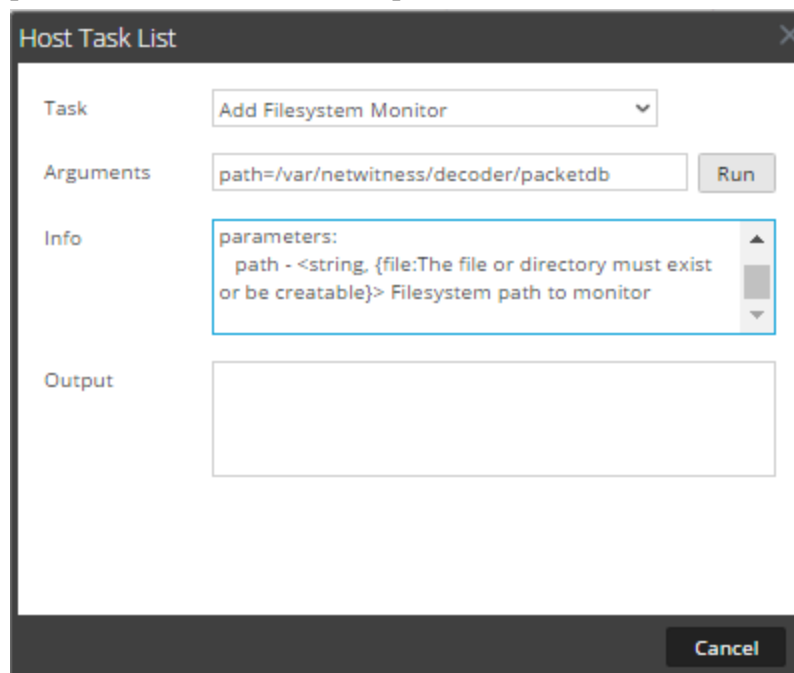 Host Task List
Task
Add Filesystem Monitor
Arguments
path=/var/netwitness/decoder/packetdb
Run
Info
parameters:
path - <string, {file:The file or directory must exist
or be creatable}> Filesystem path to monitor
Output
Cancel